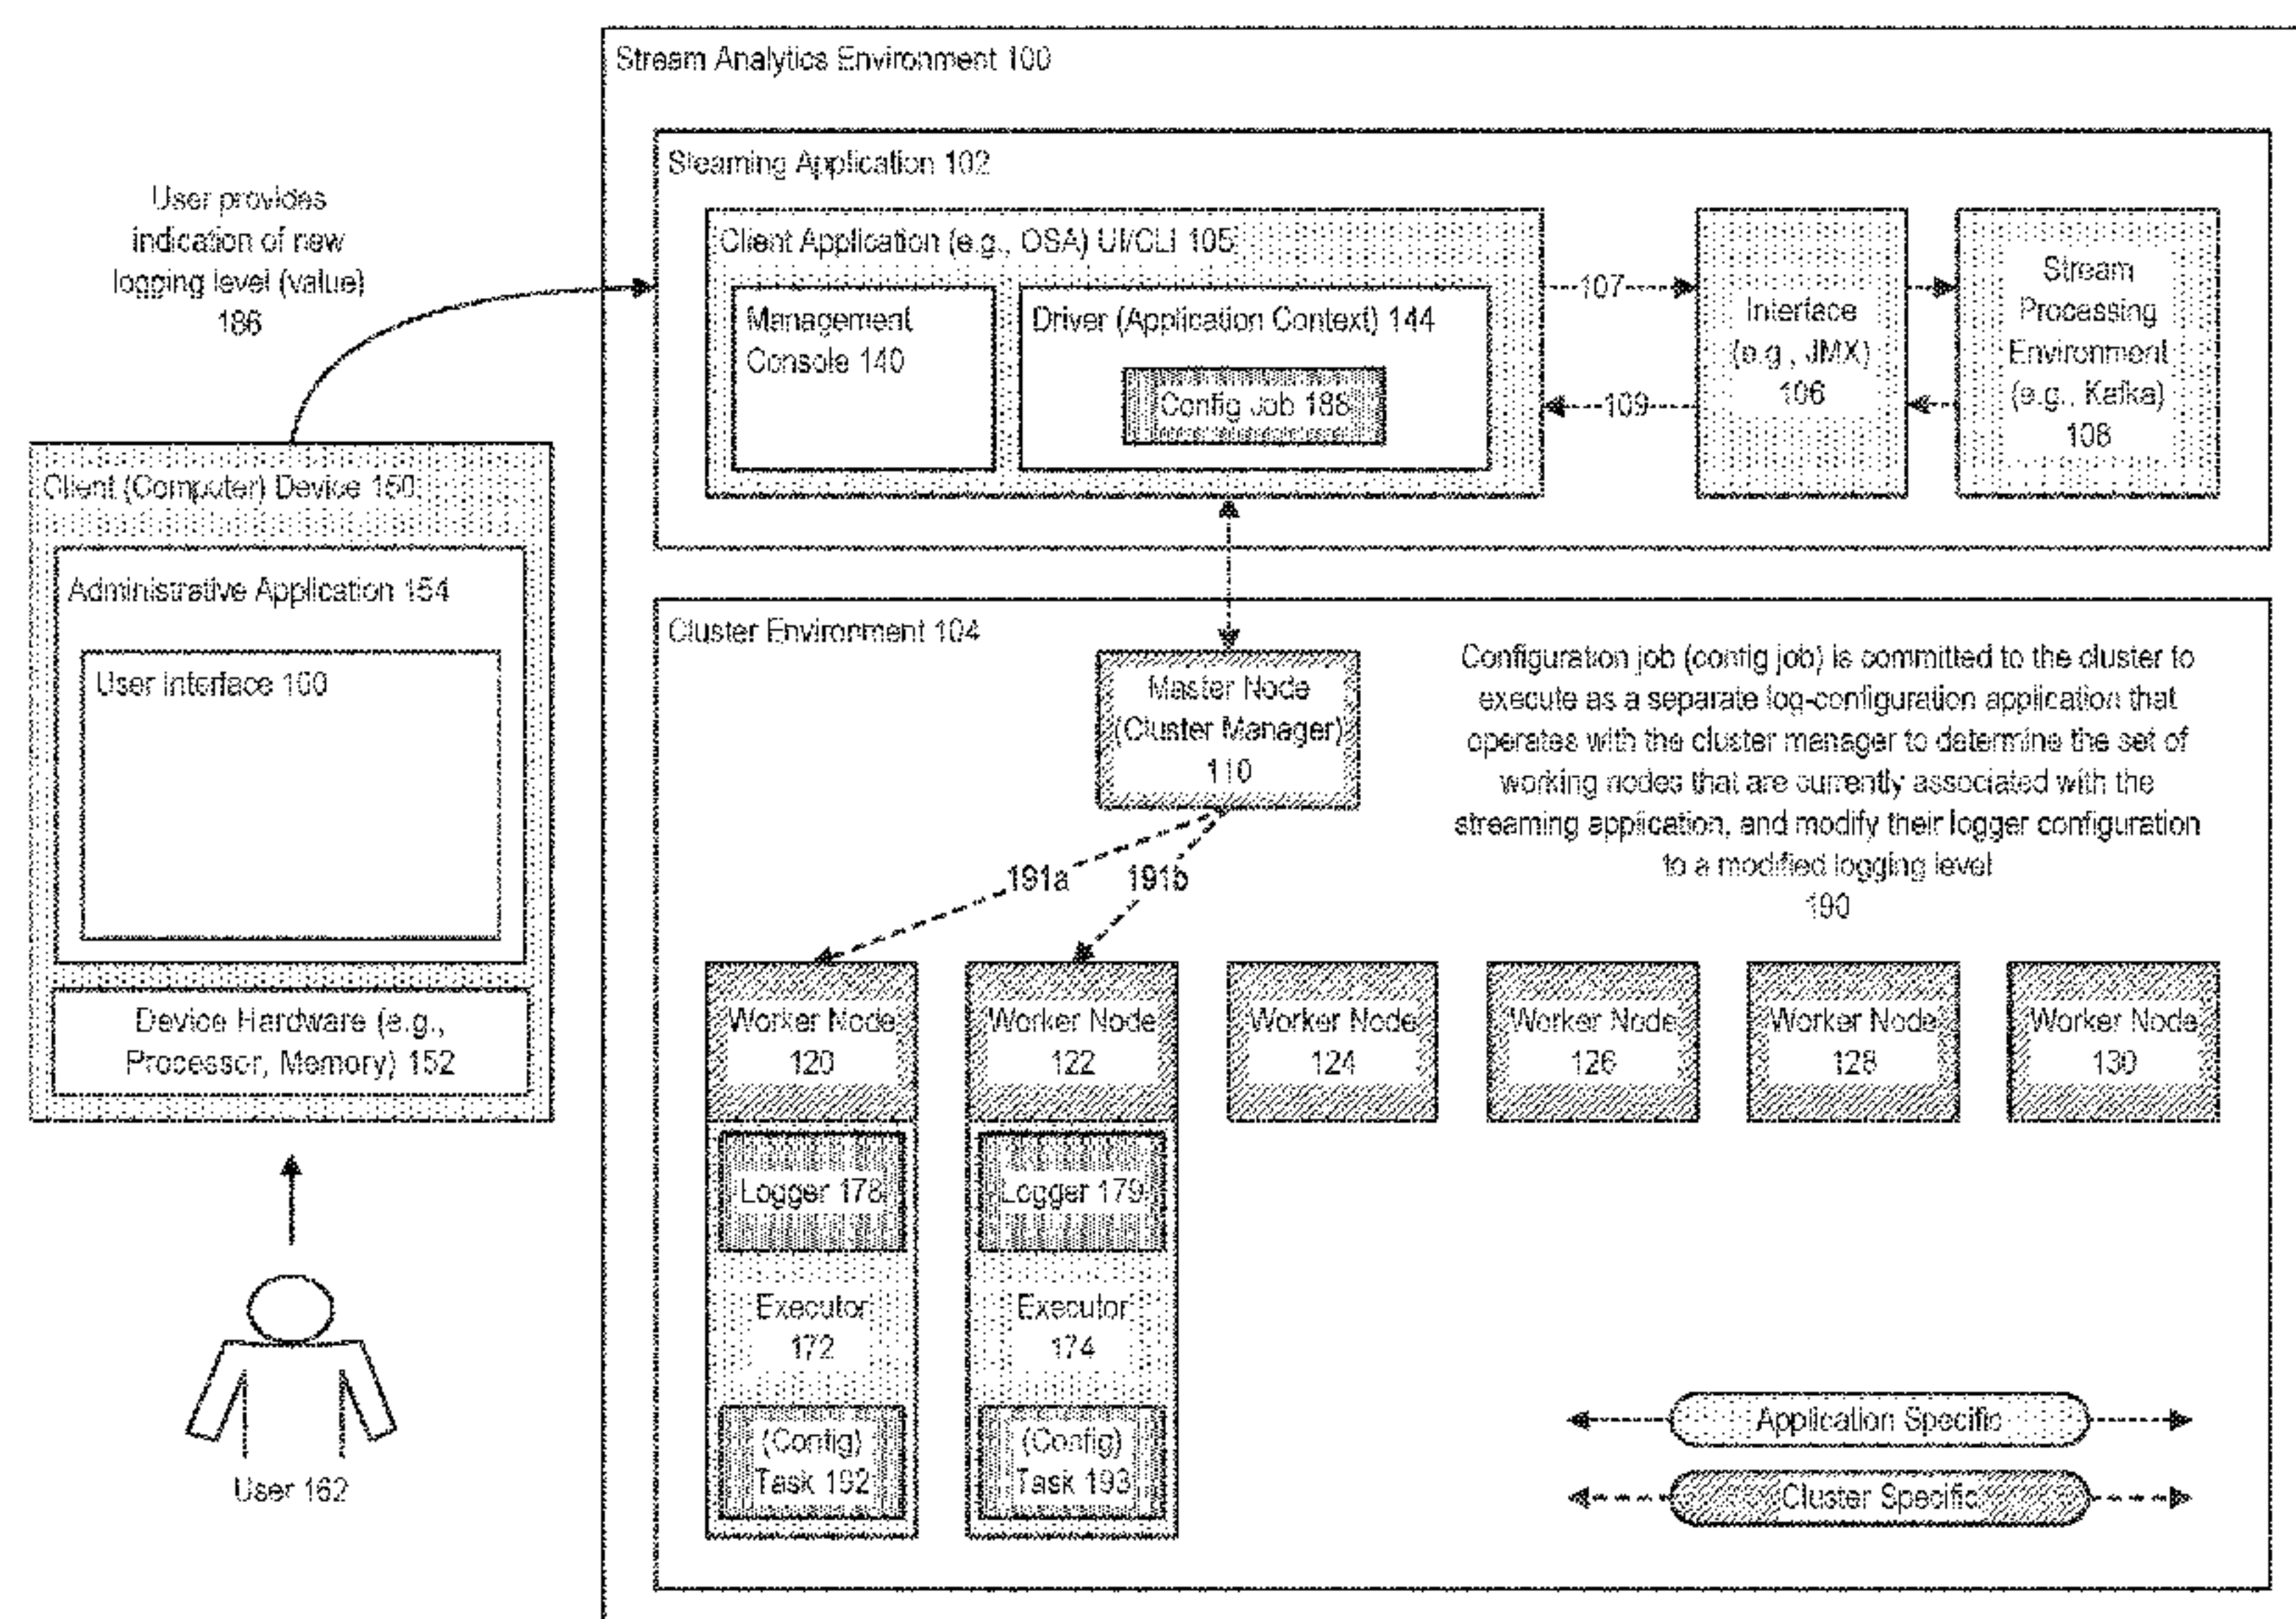 Stream Analytics Environment 100
Steaming Application 102
User provides
indication of new
logging level (value)
186
Client Application (e.g., OSA) UI/CLI 105
Management
Console 140
Driver (Application Context) 144
Config Job 188
107
109
Interface
(e.g., JMX)
106
Stream
Processing
Environment
(e.g., Kafka)
108
Client (Computer) Device 150
Administrative Application 154
User Interface 100
Device Hardware (e.g.,
Processor, Memory) 152
User 162
Cluster Environment 104
Master Node
(Cluster Manager)
110
Configuration job (config job) is committed to the cluster to
execute as a separate log-configuration application that
operates with the cluster manager to determine the set of
working nodes that are currently associated with the
streaming application, and modify their logger configuration
to a modified logging level
190
191a
191b
Worker Node
120
Worker Node
122
Worker Node
124
Worker Node
126
Worker Node
128
Worker Node
130
Logger 178
Logger 179
Executor
172
Executor
174
(Config)
Task 192
(Config)
Task 193
Application Specific
Cluster Specific